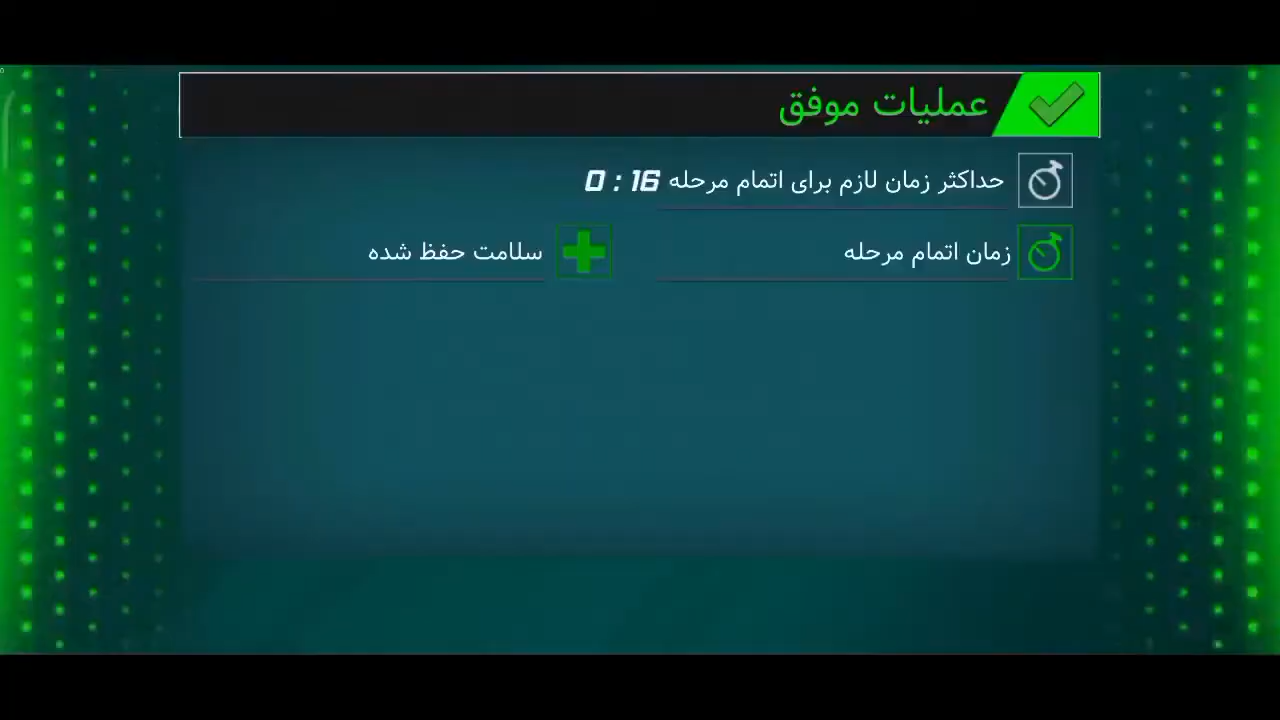 عملیات موفق
حداکثر زمان لازم برای اتمام مرحله 0 : 16
زمان اتمام مرحله
سلامت حفظ شده